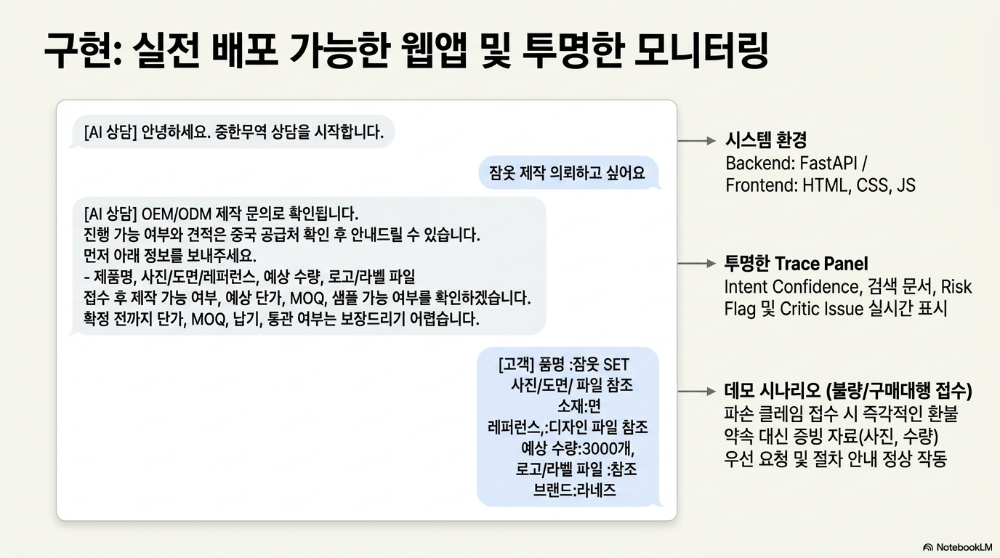 구현: 실전 배포 가능한 웹앱 및 투명한 모니터링
[AI 상담] 안녕하세요. 중한무역 상담을 시작합니다.
잠옷 제작 의뢰하고 싶어요
[AI 상담] OEM/ODM 제작 문의로 확인됩니다.
진행 가능 여부와 견적은 중국 공급처 확인 후 안내드릴 수 있습니다.
먼저 아래 정보를 보내주세요.
- 제품명, 사진/도면/레퍼런스, 예상 수량, 로고/라벨 파일
접수 후 제작 가능 여부, 예상 단가, MOQ, 샘플 가능 여부를 확인하겠습니다.
확정 전까지 단가, MOQ, 납기, 통관 여부는 보장드리기 어렵습니다.
[고객] 품명 :잠옷 SET
사진/도면/ 파일 참조
소재:면
레퍼런스,:디자인 파일 참조
예상 수량:3000개,
로고/라벨 파일 :참조
브랜드:라네즈
시스템 환경
Backend: FastAPI /
Frontend: HTML, CSS, JS
투명한 Trace Panel
Intent Confidence, 검색 문서, Risk
Flag 및 Critic Issue 실시간 표시
데모 시나리오 (불량/구매대행 접수)
파손 클레임 접수 시 즉각적인 환불
약속 대신 증빙 자료(사진, 수량)
우선 요청 및 절차 안내 정상 작동
NotebookLM